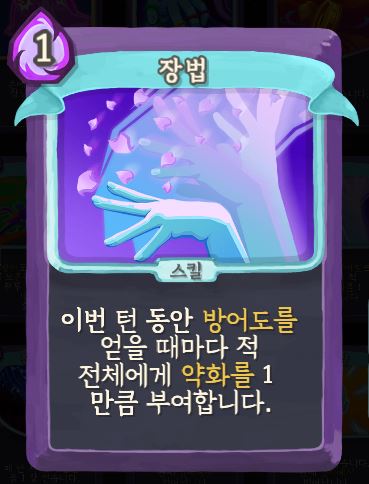 1
장법
스킬
이번 턴 동안 방어도를
얻을 때마다 적
전체에게 약화를 1
만큼 부여합니다.